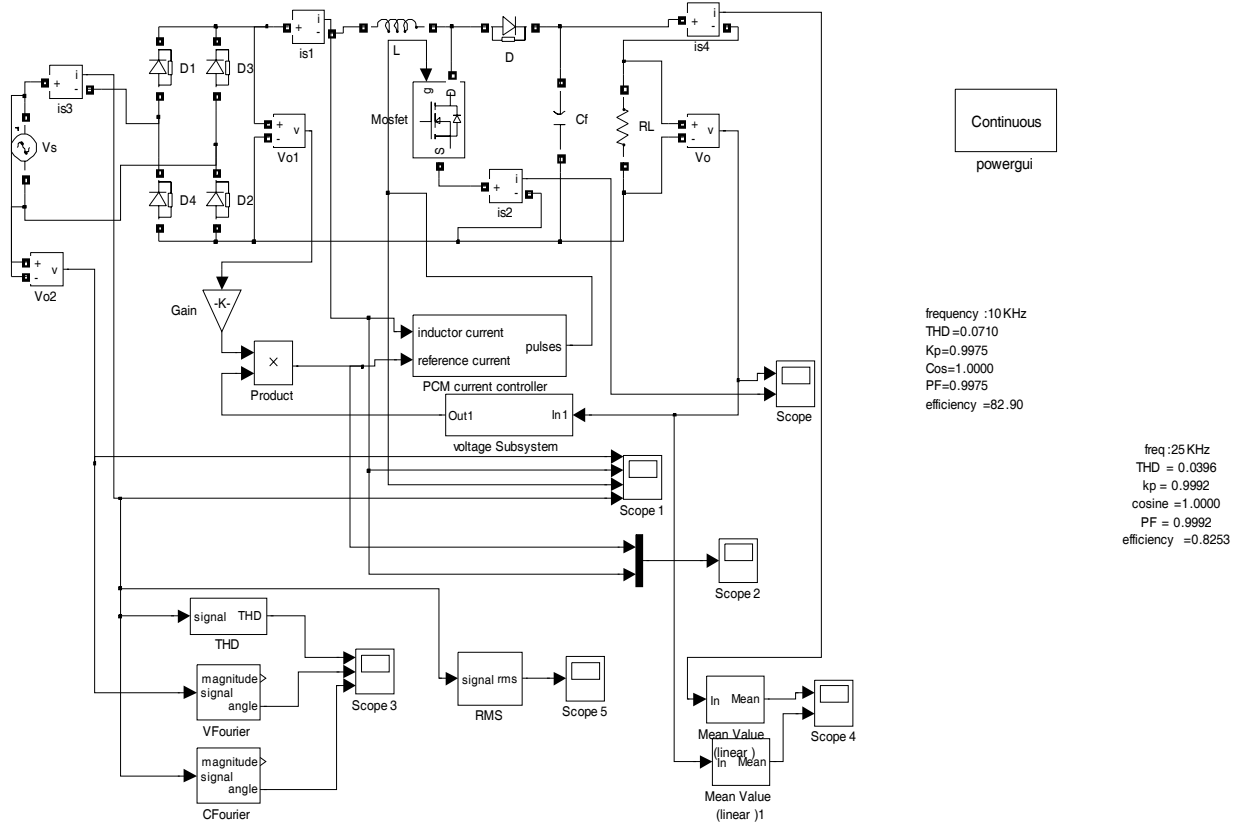 i
+
-
is1
L
D
i
+
-
is4
D1
D3
i
+
-
is3
Vs
+
-
v
Vo1
Mosfet
g
D
S
Cf
RL
+
-
v
Vo
Continuous
powergui
D4
D2
i
+
-
is2
+
-
v
Vo2
Gain
-K-
×
Product
inductor current
reference current
pulses
PCM current controller
Out1
In1
voltage Subsystem
Scope
frequency :10 KHz
THD =0.0710
Kp=0.9975
Cos=1.0000
PF=0.9975
efficiency =82.90
freq :25 KHz
THD = 0.0396
kp = 0.9992
cosine =1.0000
PF = 0.9992
efficiency =0.8253
Scope 1
Scope 2
signal THD
THD
magnitude
signal
angle
VFourier
Scope 3
signal rms
RMS
Scope 5
In Mean
Mean Value
(linear )
Scope 4
In Mean
Mean Value
(linear )1
magnitude
signal
angle
CFourier